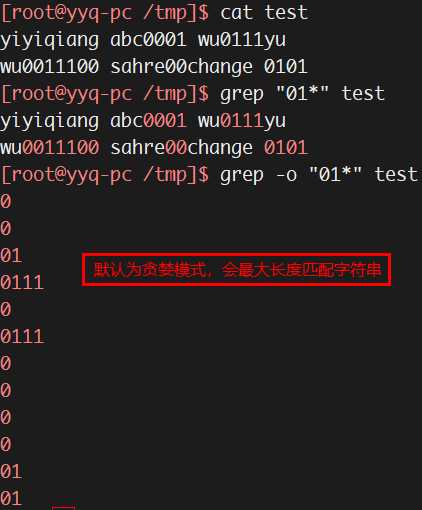 [root@yyq-pc /tmp]$ cat test
yiyiqiang abc0001 wu0111yu
wu0011100 sahre00change 0101
[root@yyq-pc /tmp]$ grep "01*" test
yiyiqiang abc0001 wu0111yu
wu0011100 sahre00change 0101
[root@yyq-pc /tmp]$ grep -o "01*" test
0
0
01
默认为贪婪模式，会最大长度匹配字符串
0111
0
0111
0
0
0
0
01
01